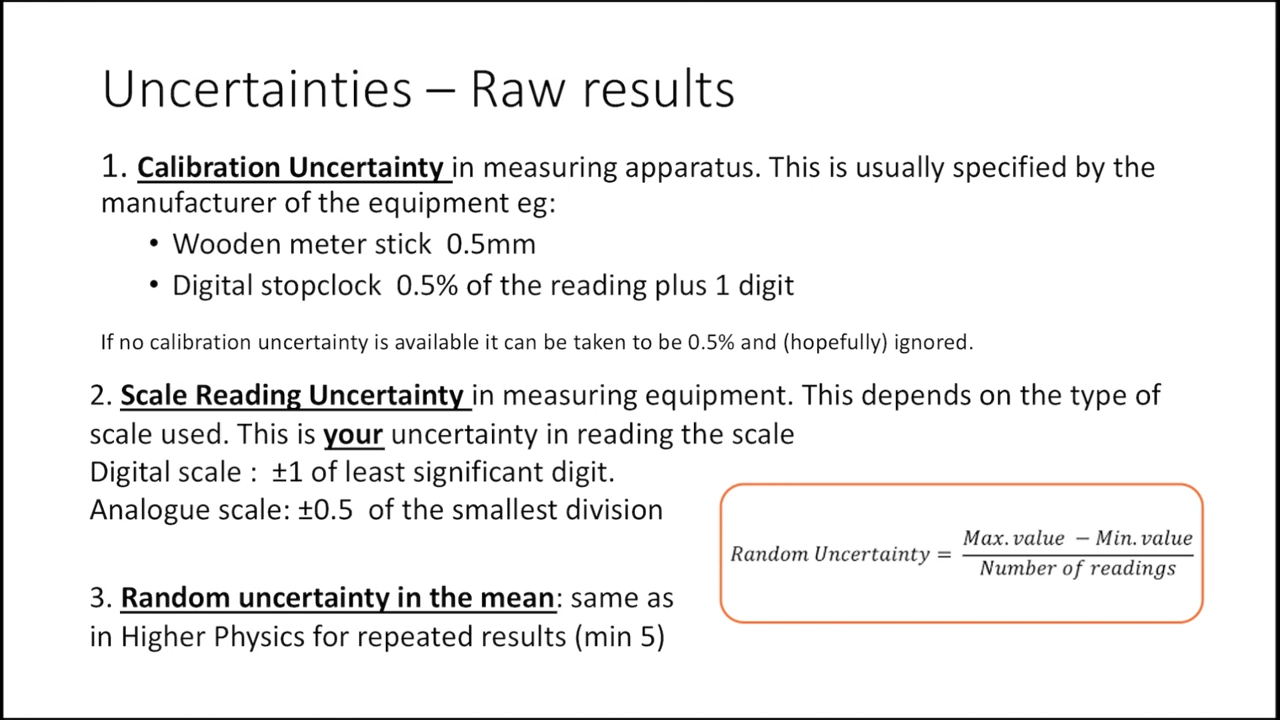 Uncertainties – Raw results
1. Calibration Uncertainty in measuring apparatus. This is usually specified by the
manufacturer of the equipment eg:
• Wooden meter stick 0.5mm
• Digital stopclock 0.5% of the reading plus 1 digit
If no calibration uncertainty is available it can be taken to be 0.5% and (hopefully) ignored.
2. Scale Reading Uncertainty in measuring equipment. This depends on the type of
scale used. This is your uncertainty in reading the scale
Digital scale : ±1 of least significant digit.
Analogue scale: ±0.5 of the smallest division
Random Uncertainty = Max. value − Min. value
Number of readings
3. Random uncertainty in the mean: same as
in Higher Physics for repeated results (min 5)